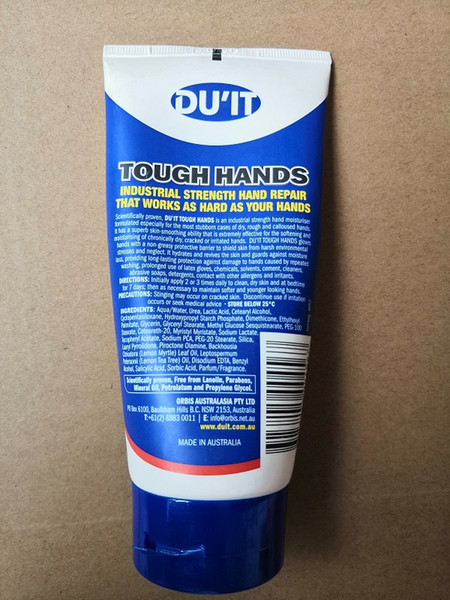 DU'IT
TOUGH HANDS
INDUSTRIAL STRENGTH HAND REPAIR
THAT WORKS AS HARD AS YOUR HANDS
Scientifically proven, DU'IT TOUGH HANDS is an industrial strength hand moisturiser
formulated especially for the most stubborn cases of dry, rough and calloused hands.
It has a superb skin-smoothing ability that is extremely effective for the softening and
moisturising of chronically dry, cracked or irritated hands. DU'IT TOUGH HANDS gloves
hands with a non-greasy protective barrier to shield skin from harsh environmental
stresses and neglect. It hydrates and revives the skin and guards against moisture
loss, providing long-lasting protection against damage to hands caused by repeated
washing, prolonged use of latex gloves, chemicals, solvents, cement, cleaners,
abrasive soaps, detergents, contact with other allergens and irritants.
DIRECTIONS: Initially apply 2 or 3 times daily to clean, dry skin and at bedtime
for 7 days; then as necessary to maintain softer and younger looking hands.
PRECAUTIONS: Stinging may occur on cracked skin. Discontinue use if irritation
occurs or seek medical advice - STORE BELOW 25°C
INGREDIENTS: Aqua/Water, Urea, Lactic Acid, Cetearyl Alcohol,
Cyclopentasiloxane, Hydroxypropyl Starch Phosphate, Dimethicone, Ethylhexyl
Palmitate, Glycerin, Glyceryl Stearate, Methyl Glucose Sesquistearate, PEG-100
Stearate, Ceteareth-20, Myristyl Myristate, Sodium Lactate,
Tocopheryl Acetate, Sodium PCA, PEG-20 Stearate, Silica,
Lauryl Pyrrolidone, Piroctone Olamine, Backhousia
Citriodora (Lemon Myrtle) Leaf Oil, Leptospermum
Petersonii (Lemon Tea Tree) Oil, Disodium EDTA, Benzyl
Alcohol, Salicylic Acid, Sorbic Acid, Parfum/Fragrance.
Scientifically proven, Free from Lanolin, Parabens,
Mineral Oil, Petrolatum and Propylene Glycol.
ORBIS AUSTRALASIA PTY LTD
PO Box 6100, Baulkham Hills B.C. NSW 2153, Australia
T:+61(2) 8883 0011 | E: info@orbis.net.au
www.duit.com.au
MADE IN AUSTRALIA